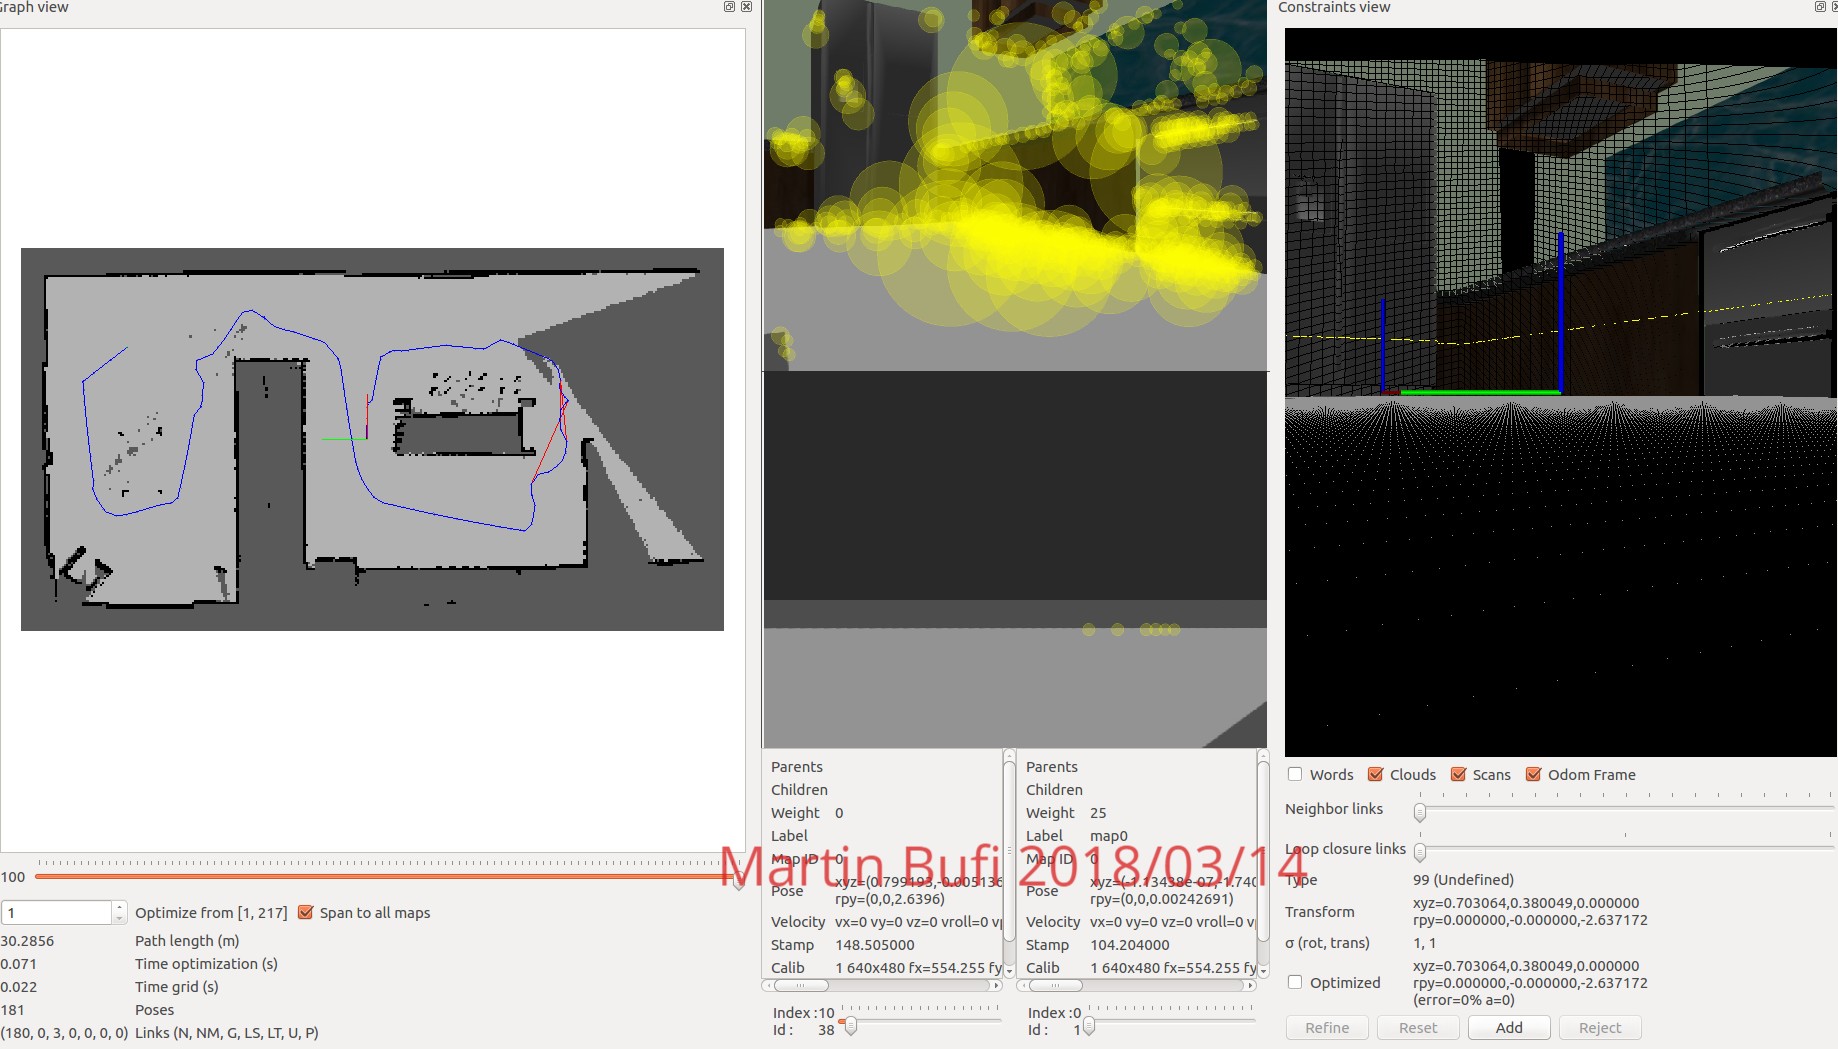 Graph view
Constraints view
100
1
Optimize from [1, 217]
Span to all maps
30.2856 Path length (m)
0.071 Time optimization (s)
0.022 Time grid (s)
181 Poses
(180, 0, 3, 0, 0, 0, 0) Links (N, NM, G, LS, LT, U, P)
Parents
Children
Weight 0
Label
Map ID 0
Pose xyz=(0.799193,-0.005136
rpy=(0,0,2.6396)
Velocity vx=0 vy=0 vz=0 vroll=0
Stamp 148.505000
Calib 1 640x480 fx=554.255 fy
Index :10
Id : 38
Parents
Children
Weight 25
Label map0
Map ID 0
Pose xyz=(-1.13438e-07,-1.740
rpy=(0,0,0.00242691)
Velocity vx=0 vy=0 vz=0 vroll=0
Stamp 104.204000
Calib 1 640x480 fx=554.255 fy
Index :0
Id : 1
Martin Bufi 2018/03/14
Words Clouds Scans Odom Frame
Neighbor links
Loop closure links
Type 99 (Undefined)
Transform xyz=0.703064,0.380049,0.000000
rpy=0.000000,-0.000000,-2.637172
σ (rot, trans) 1, 1
Optimized xyz=0.703064,0.380049,0.000000
rpy=0.000000,-0.000000,-2.637172
(error=0% a=0)
Refine Reset Add Reject